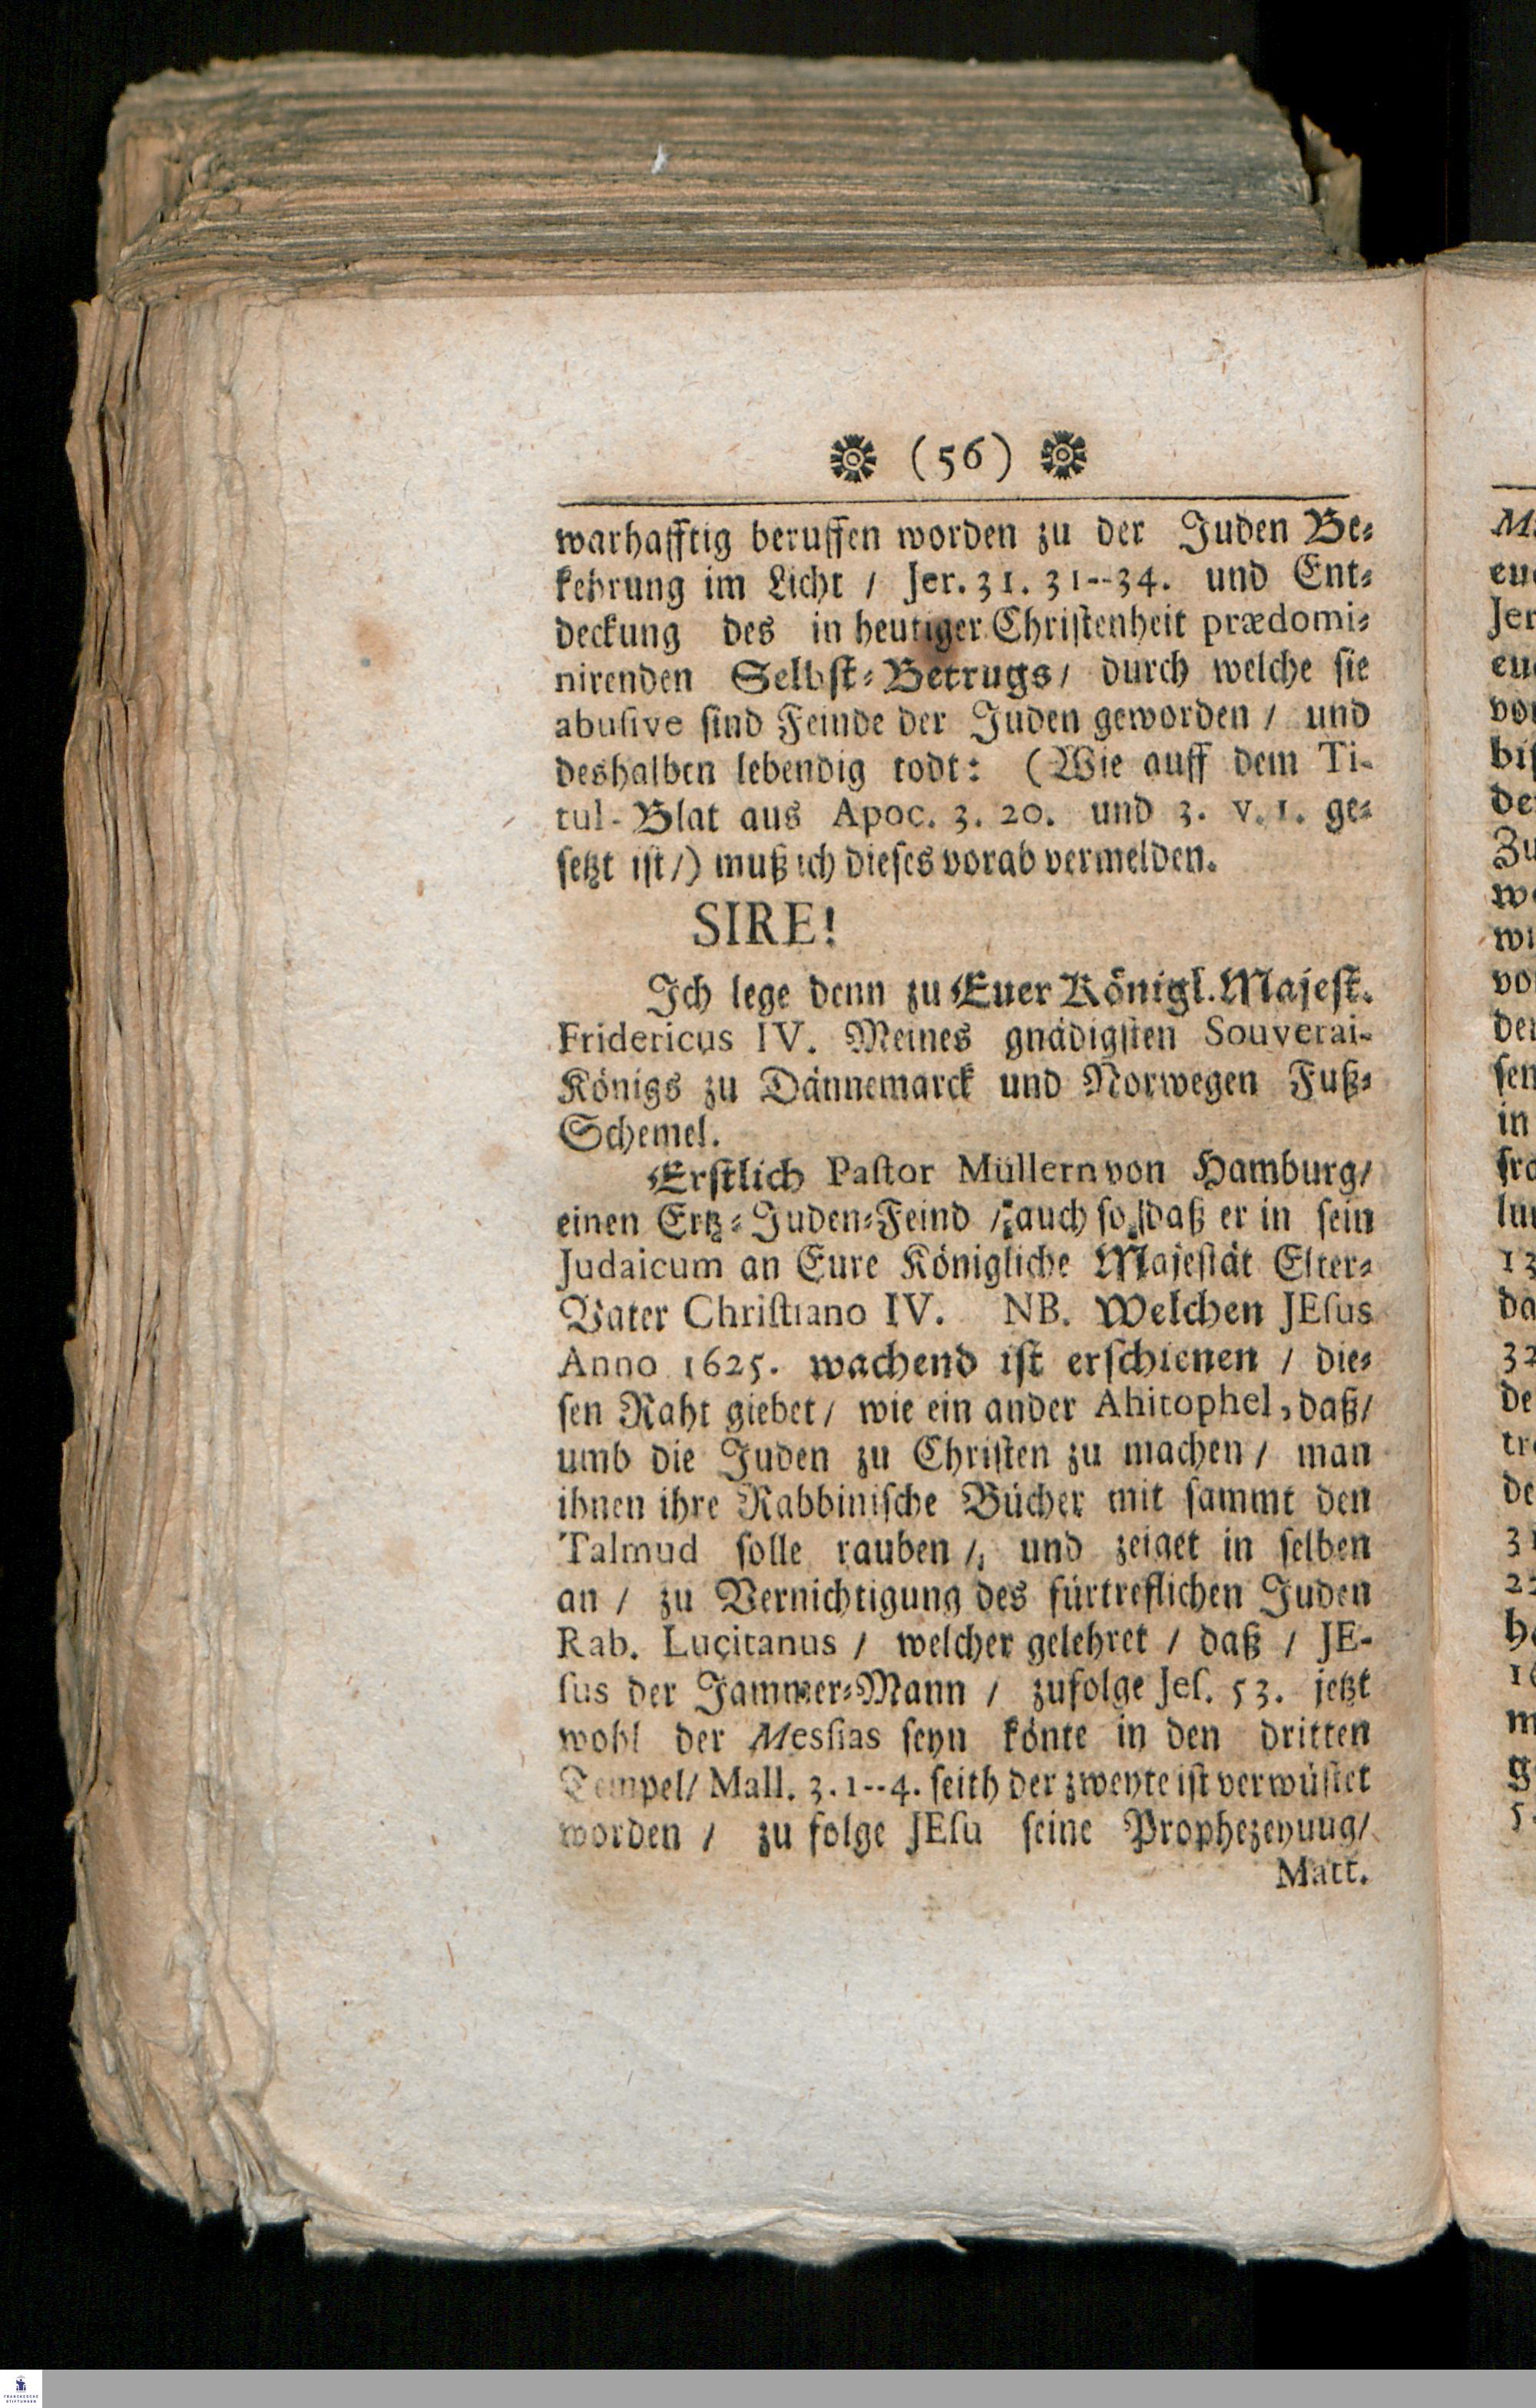 (56)
warhafftig beruffen worden zu der Juden Be-
kehrung im Licht / Jer. 31. 31--34. und Ent-
deckung des in heutiger Christenheit prædomi-
nirenden Selbst-Betrugs / durch welche sie
abusive sind Feinde der Juden geworden / und
deshalben lebendig todt: (Wie auff dem Ti-
tul-Blat aus Apoc. 3. 20. und 3. v. 1. ge-
setzt ist /) muß ich dieses vorab vermelden.
SIRE!
Ich lege denn zu Euer Königl. Majest.
Fridericus IV. Meines gnädigsten Souverai-
Königs zu Dännemarck und Norwegen Fuß-
Schemel.
Erstlich Pastor Müllern von Hamburg /
einen Ertz-Juden-Feind / auch so daß er in sein
Judaicum an Eure Königliche Majestät Elter-
Vater Christiano IV. NB. Welchen JEsus
Anno 1625. wachend ist erschienen / die-
sen Raht giebet / wie ein ander Ahitophel, daß /
umb die Juden zu Christen zu machen / man
ihnen ihre Rabbinische Bücher mit sammt den
Talmud solle rauben / und zeiget in selben
an / zu Vernichtigung des fürtreflichen Juden
Rab. Luçitanus / welcher gelehret / daß / JE-
sus der Jammer-Mann / zufolge Jes. 53. jetzt
wohl der Messias seyn könte in den dritten
Tempel / Mall. 3. 1--4. seith der zweyte ist verwüstet
worden / zu folge JEsu seine Prophezeyuug /
Matt.